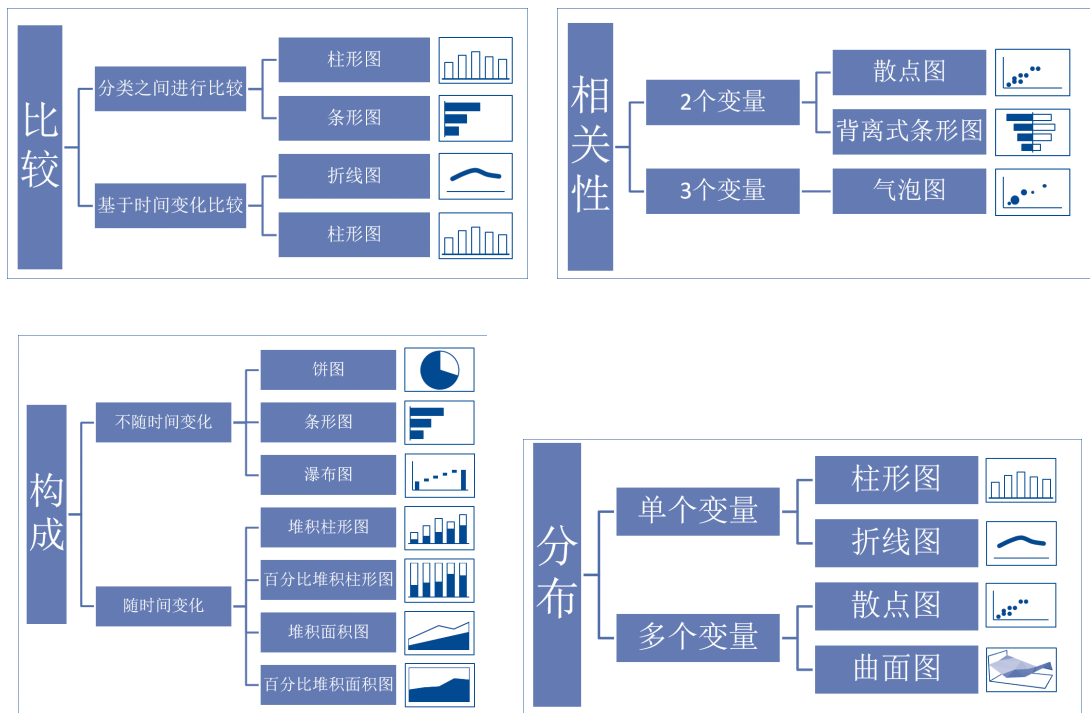 比较
分类之间进行比较
柱形图
条形图
基于时间变化比较
折线图
柱形图
相关性
2个变量
散点图
背离式条形图
3个变量
气泡图
构成
不随时间变化
饼图
条形图
瀑布图
随时间变化
堆积柱形图
百分比堆积柱形图
堆积面积图
百分比堆积面积图
分布
单个变量
柱形图
折线图
多个变量
散点图
曲面图